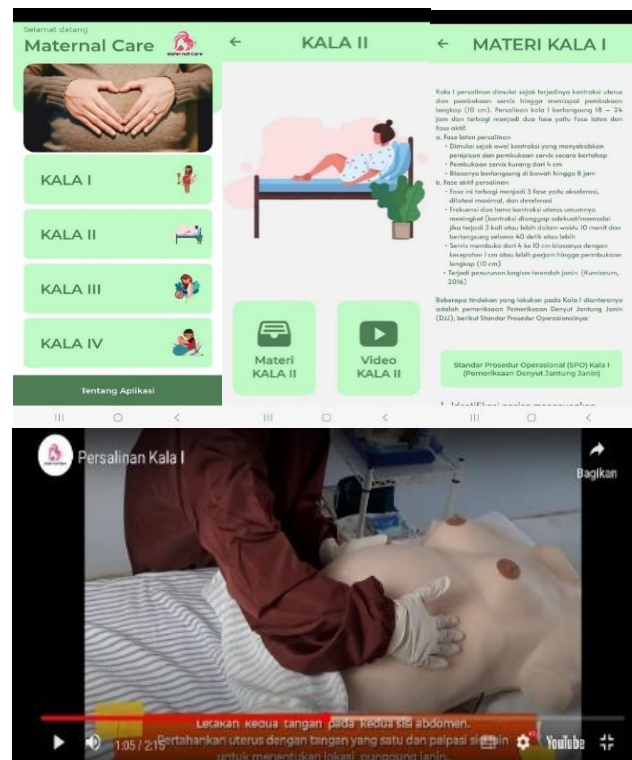 Selamat datang
Maternal Care
KALA I
KALA II
KALA III
KALA IV
Tentang Aplikasi
KALA II
Materi
KALA II
Video
KALA II
MATERI KALA I
Kala I persalinan dimulai sejak terjadinya kontraksi uterus
dan pembukaan servix hingga mencapai pembukaan
lengkap (10 cm). Persalinan kala I berlangsung 18 – 24
jam dan terbagi menjadi dua fase yaitu fase laten dan
fase aktif.
a. Fase laten persalinan
• Dimulai sejak awal kontraksi yang menyebabkan
penipisan dan pembukaan servix secara bertahap
• Pembukaan servix kurang dari 4 cm
• Biasanya berlangsung di bawah hingga 8 jam
b. Fase aktif persalinan
• Fase ini terbagi menjadi 3 fase yaitu akselerasi,
dilatasi maximal, dan deselerasi
• Frekuensi dan lama kontraksi uterus umumnya
meningkat (kontraksi dianggap adekuat/memadai
jika terjadi 3 kali atau lebih dalam waktu 10 menit dan
berlangsung selama 40 detik atau lebih
• Servix membuka dari 4 ke 10 cm biasanya dengan
kecepatan 1 cm atau lebih perjam hingga permbukaan
lengkap (10 cm)
• Terjadi penurunan bagian terendah janin (Kurniarum,
2016)
Beberapa tindakan yang lakukan pada Kala I diantaranya
adalah pemeriksaan Pemeriksaan Denyut Jantung Janin
(DJJ), berikut Standar Prosedur Operasionalnya:
Standar Prosedur Operasional (SPO) Kala I
(Pemeriksaan Denyut Jantung Janin)
Persalinan Kala I
Bagikan
Letakan kedua tangan pada kedua sisi abdomen.
Pertahankan uterus dengan tangan yang satu dan palpasi
untuk menentukan lokasi punggung janin.
1:05 / 2:15
YouTube